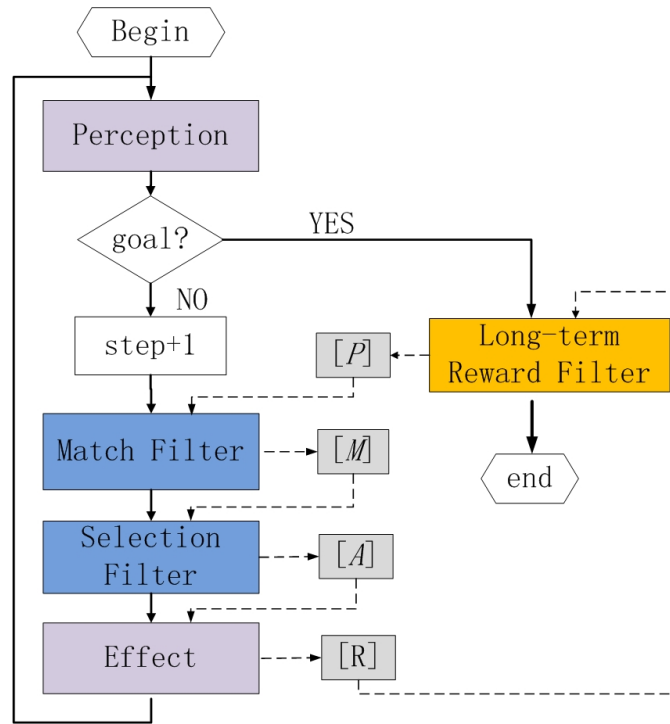 Begin
Perception
goal?
YES
NO
step+1
Long-term
Reward Filter
[P]
Match Filter
[M]
end
Selection
Filter
[A]
Effect
[R]